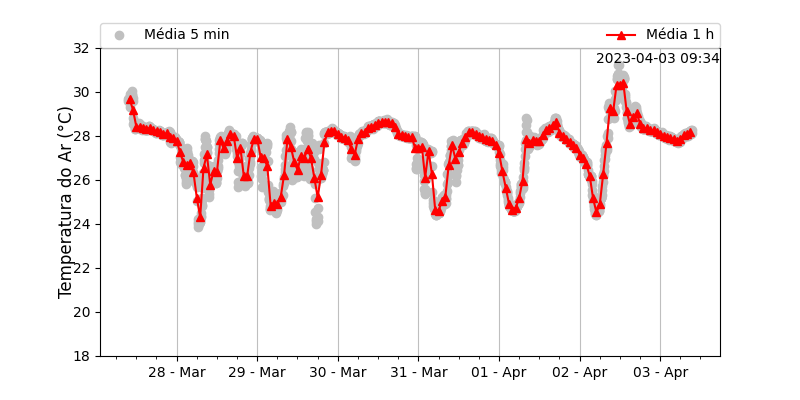 Média 5 min
Média 1 h
2023-04-03 09:34
Temperatura do Ar (°C)
32
30
28
26
24
22
20
18
28 - Mar
29 - Mar
30 - Mar
31 - Mar
01 - Apr
02 - Apr
03 - Apr